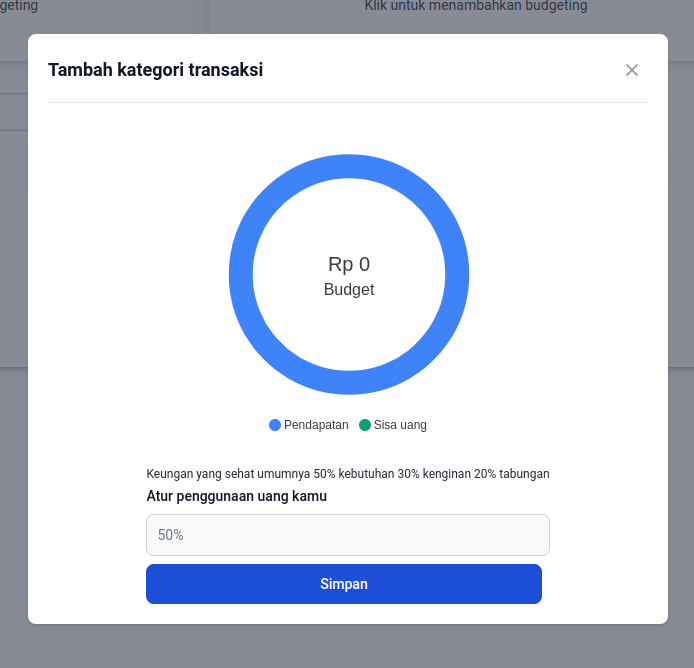 geting
Klik untuk menambahkan budgeting
Tambah kategori transaksi
Rp 0
Budget
Pendapatan
Sisa uang
Keungan yang sehat umumnya 50% kebutuhan 30% kenginan 20% tabungan
Atur penggunaan uang kamu
50%
Simpan